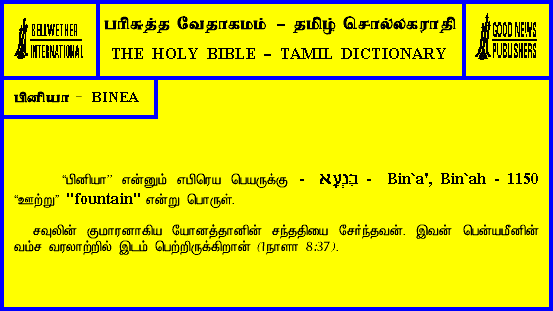 BELLWETHER
INTERNATIONAL
பரிசுத்த வேதாகமம் – தமிழ் சொல்லகராதி
THE HOLY BIBLE – TAMIL DICTIONARY
GOOD NEWS
PUBLISHERS
பினியா – BINEA
“பினியா” என்னும் எபிரெய பெயருக்கு - בִּנְעָא - Bin`a', Bin`ah - 1150
“ஊற்று” "fountain" என்று பொருள்.
சவுலின் குமாரனாகிய யோனத்தானின் சந்ததியை சேர்ந்தவன். இவன் பென்யமீனின்
வம்ச வரலாற்றில் இடம் பெற்றிருக்கிறான் (1நாளா 8:37).